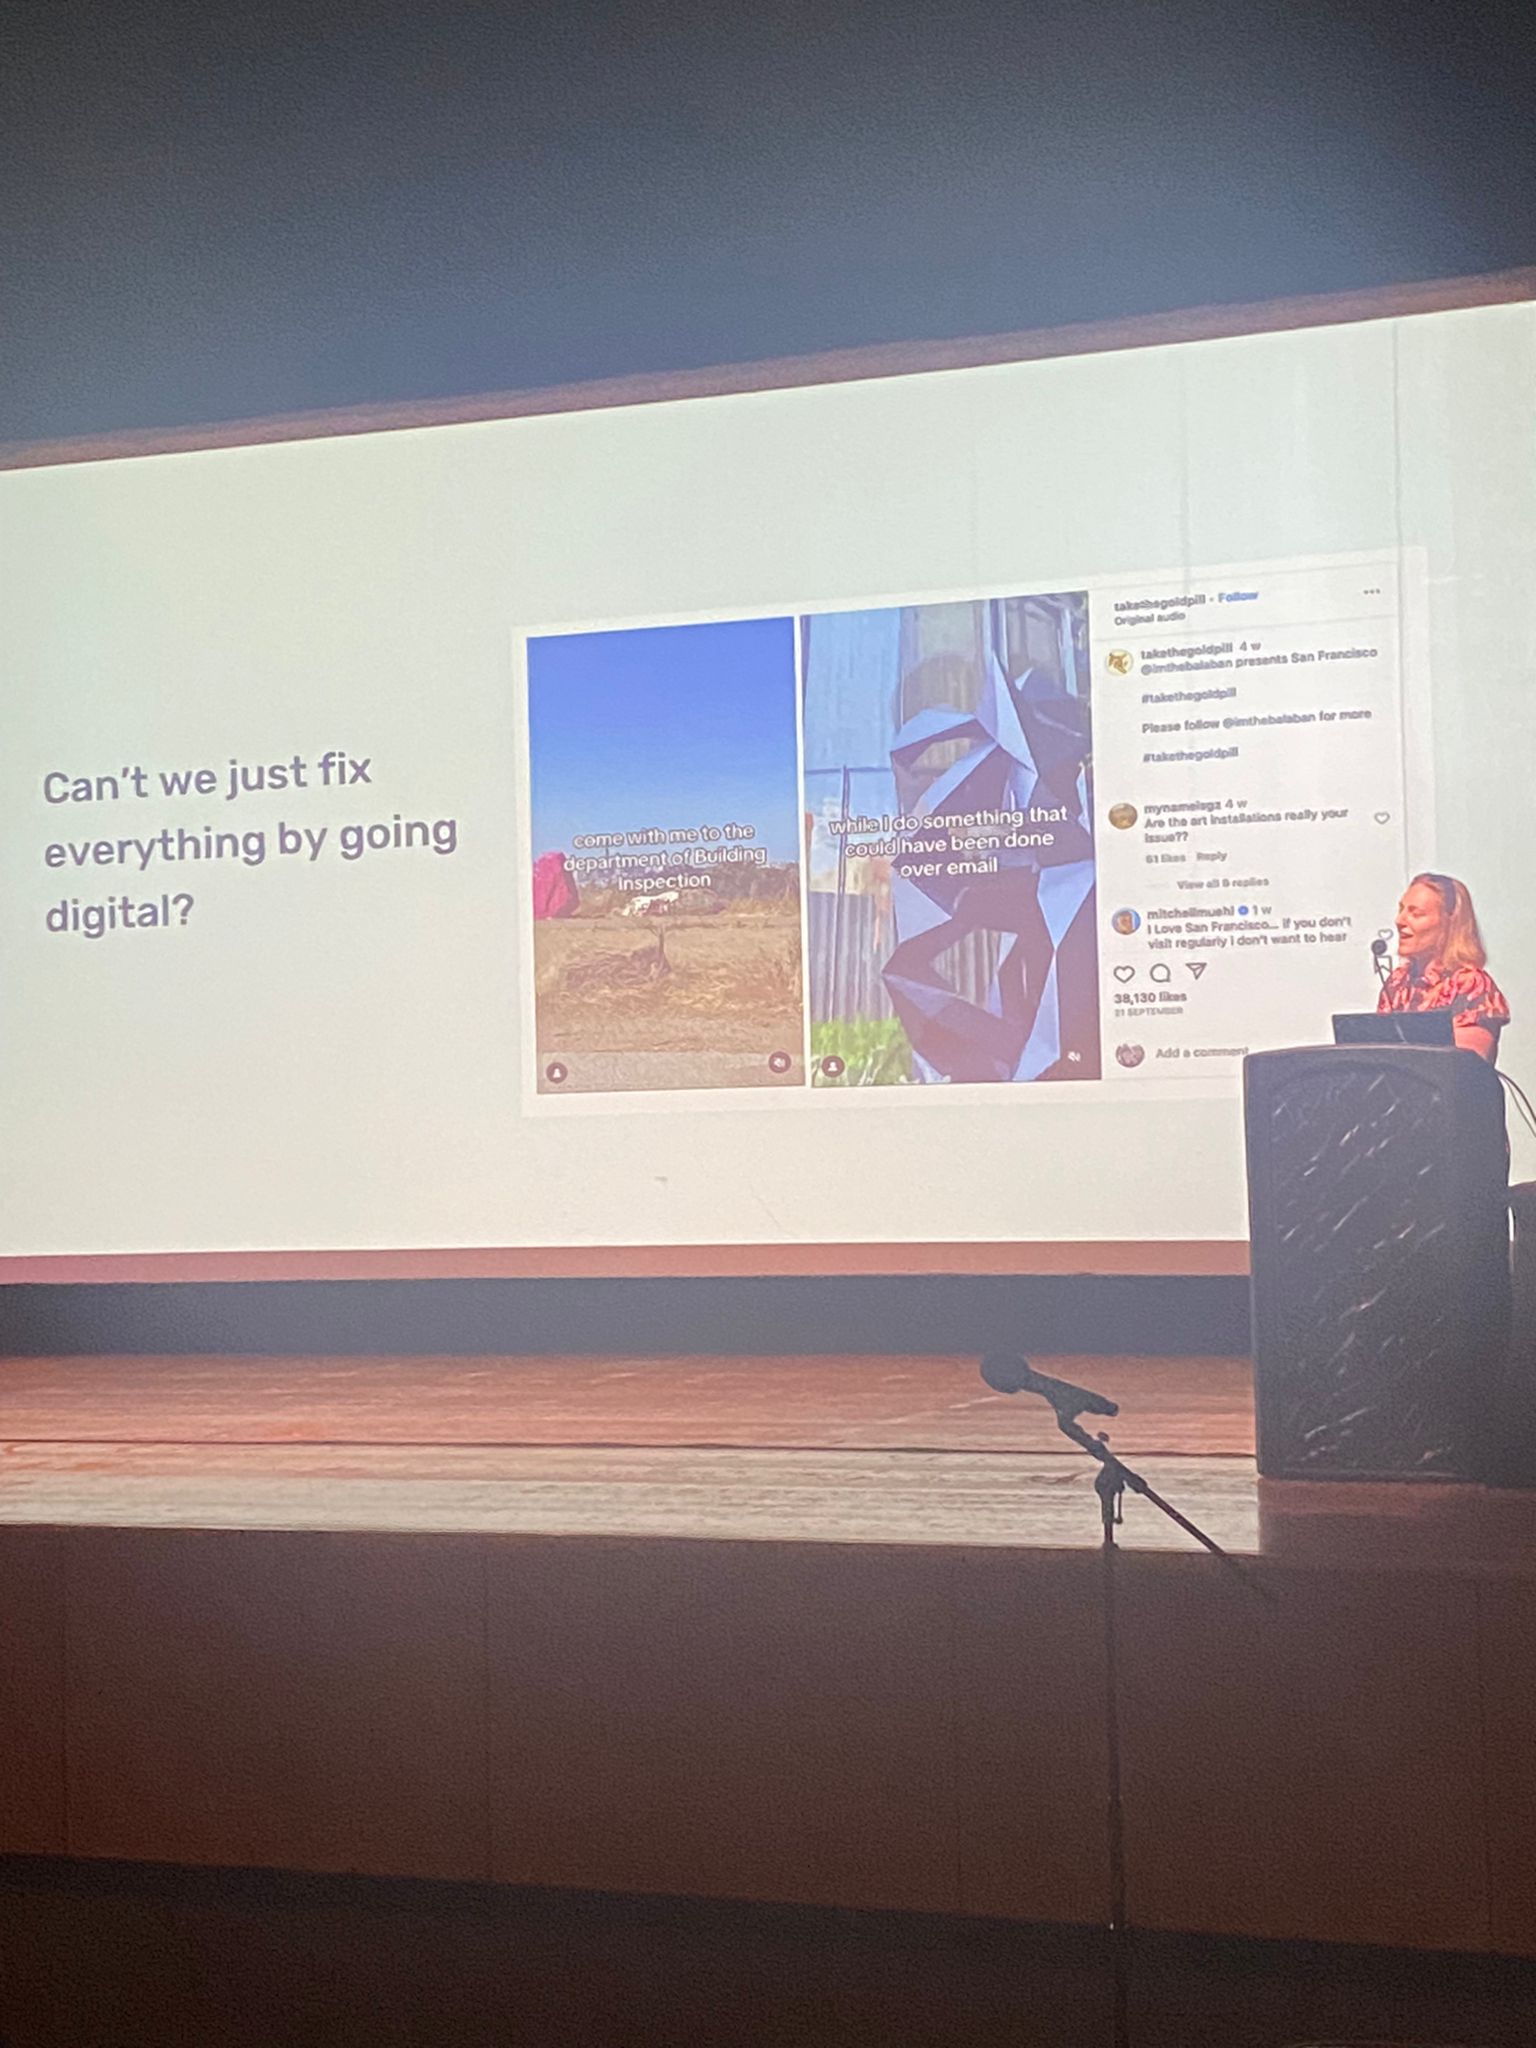 Can't we just fix
everything by going
digital?
come with me to the
department of Building
Inspection
while I do something that
could have been done
over email
takethegoldpill • Follow
Original audio
takethegoldpill 4 w
@imthebalaban presents San Francisco
#takethegoldpill
Please follow @imthebalaban for more
#takethegoldpill
mynameisgz 4 w
Are the art installations really your
issue??
61 likes Reply
View all 9 replies
mitchellmuehl 1 w
I Love San Francisco... if you don't
visit regularly I don't want to hear
38,130 likes
21 SEPTEMBER
Add a comment